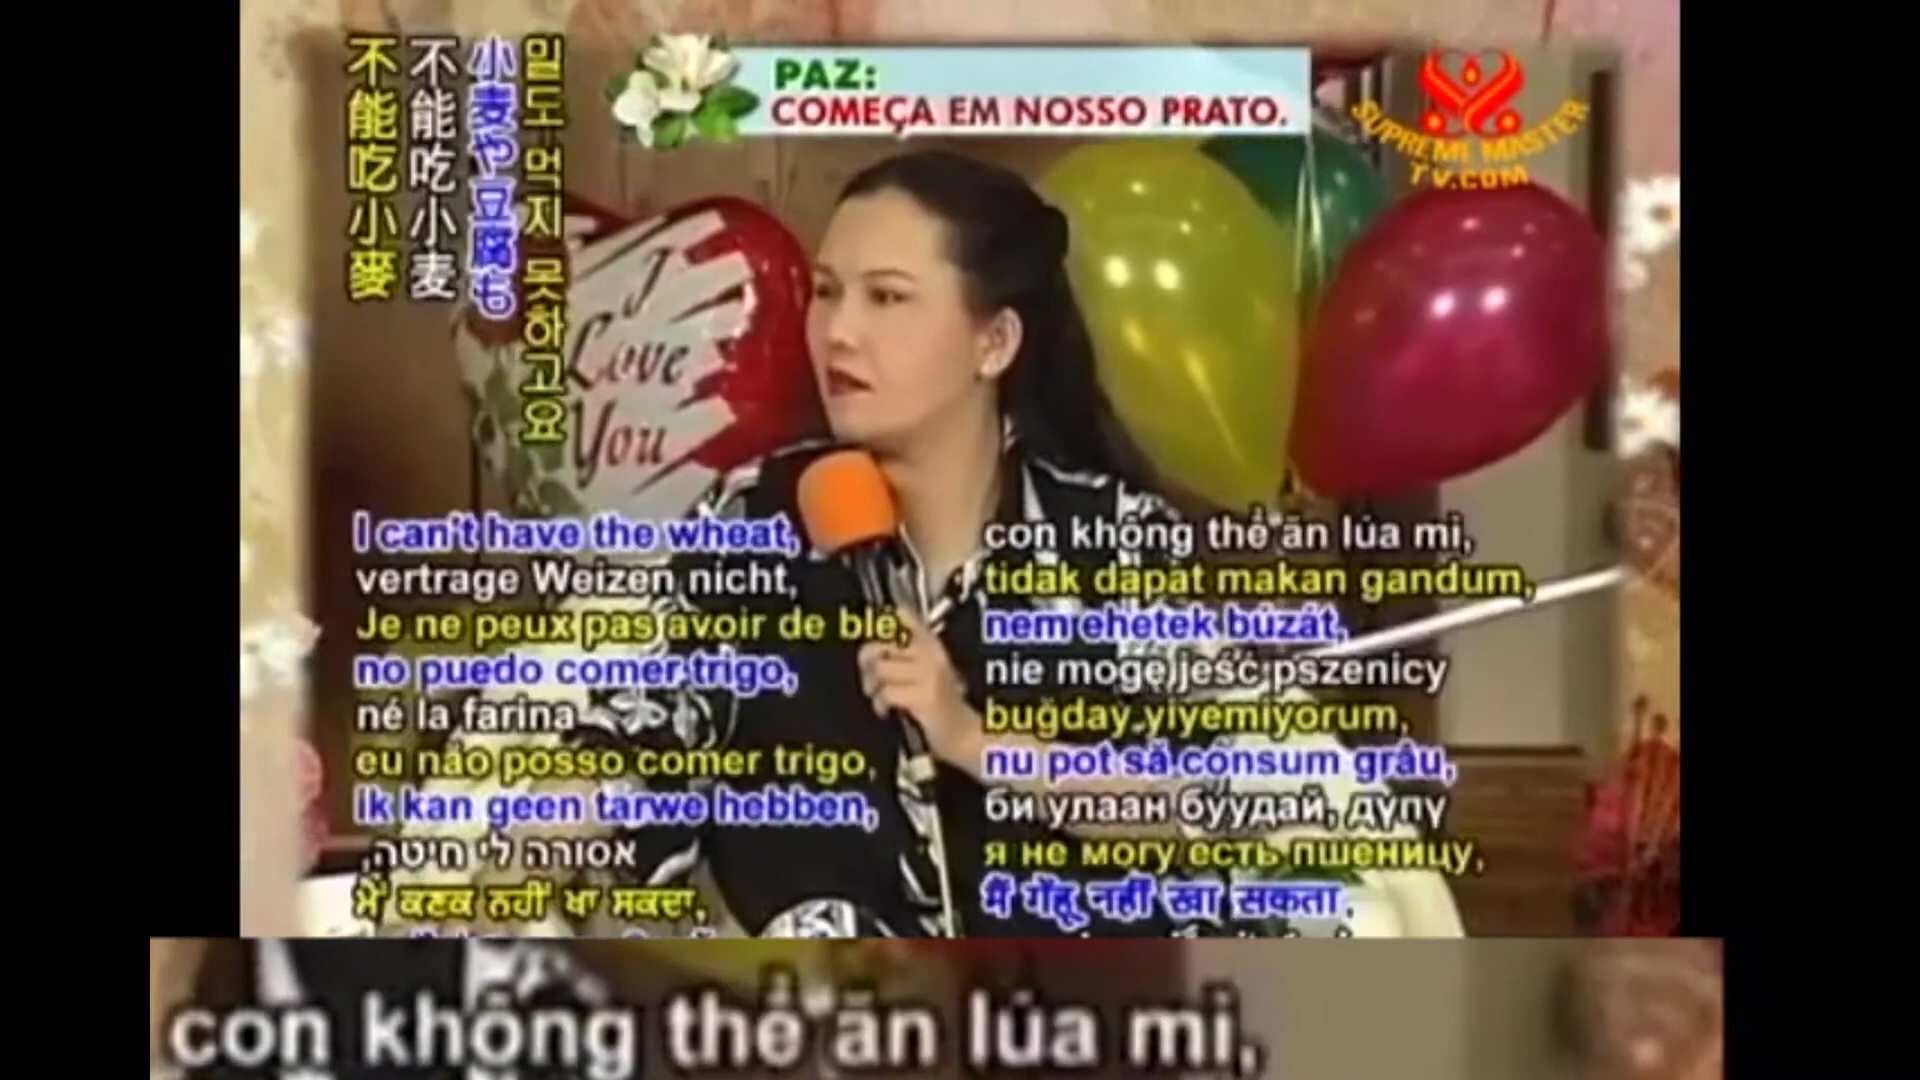 不能吃小麥
不能吃小麦
小麦や豆腐も
밀도 먹지 못하고요
PAZ:
COMEÇA EM NOSSO PRATO.
SUPREME MASTER
TV.COM
I
Love
You
I can't have the wheat,
vertrage Weizen nicht,
Je ne peux pas avoir de blé,
no puedo comer trigo,
né la farina
eu não posso comer trigo,
Ik kan geen tarwe hebben,
אסורה לי חיטה,
ਮੈਂ ਕਣਕ ਨਹੀਂ ਖਾ ਸਕਦਾ,
con không thể ăn lúa mì,
tidak dapat makan gandum,
nem ehetek búzát,
nie mogę jeść pszenicy
buğday yiyemiyorum,
nu pot să consum grâu,
би улаан буудай, дүпү
я не могу есть пшеницу,
मैं गेंहू नहीं खा सकता,
con không thể ăn lúa mì,